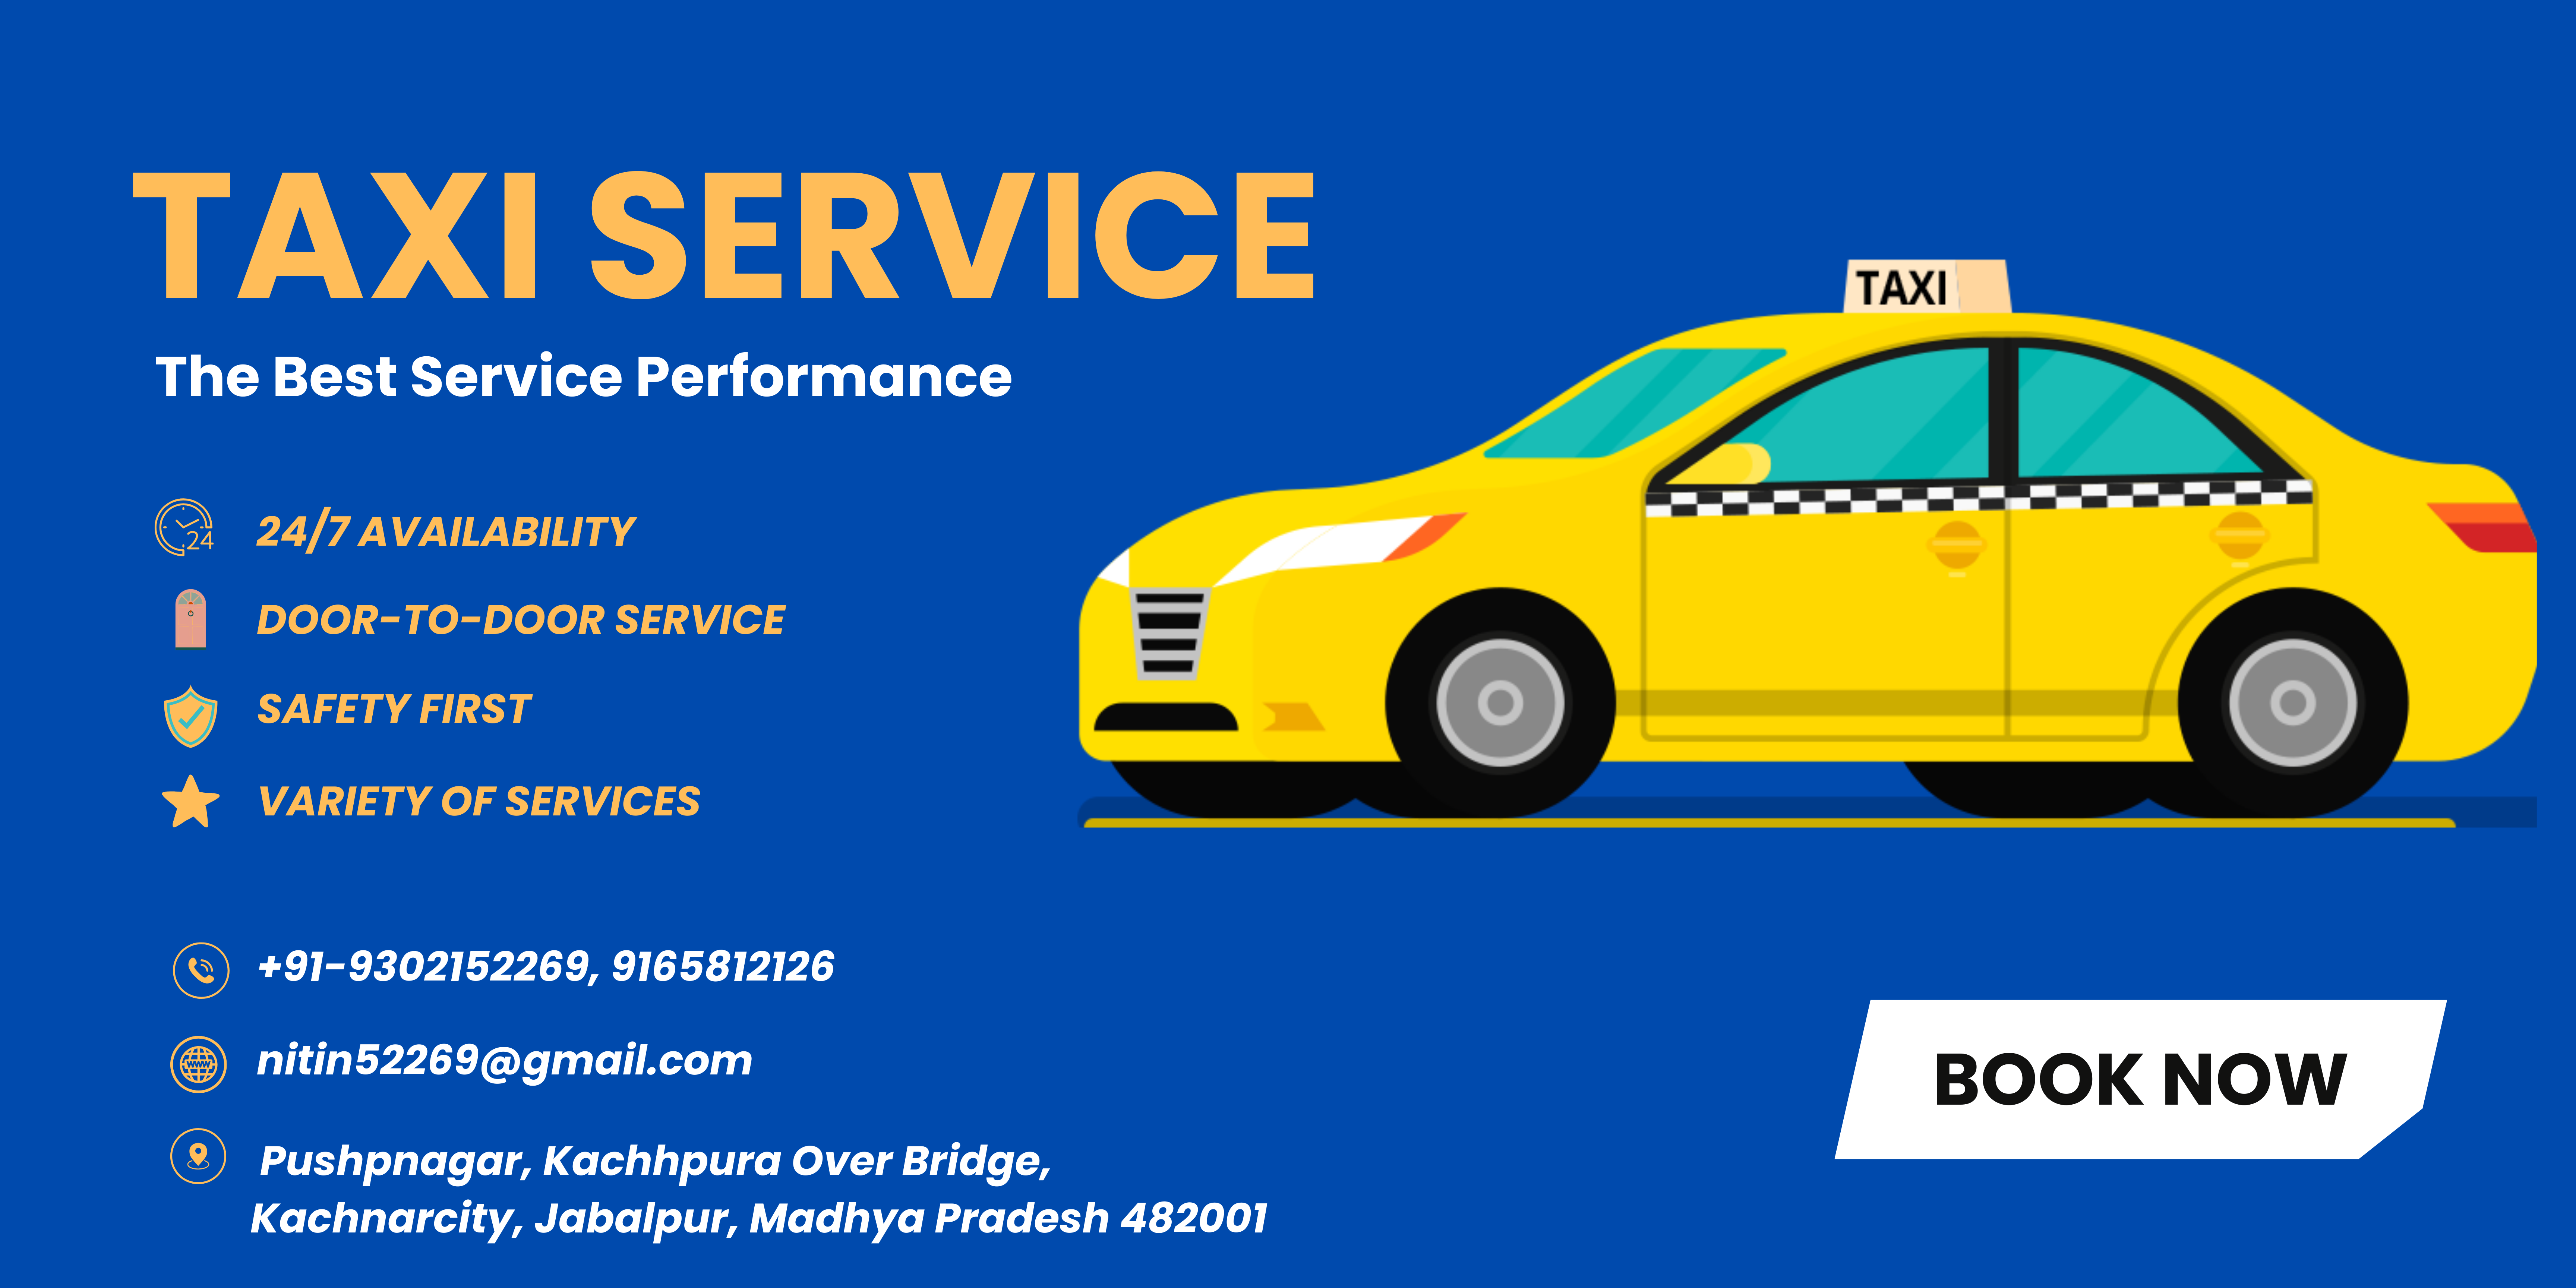 TAXI SERVICE
The Best Service Performance
TAXI
24
24/7 AVAILABILITY
DOOR-TO-DOOR SERVICE
SAFETY FIRST
VARIETY OF SERVICES
+91-9302152269, 9165812126
nitin52269@gmail.com
Pushpnagar, Kachhpura Over Bridge,
Kachnarcity, Jabalpur, Madhya Pradesh 482001
BOOK NOW